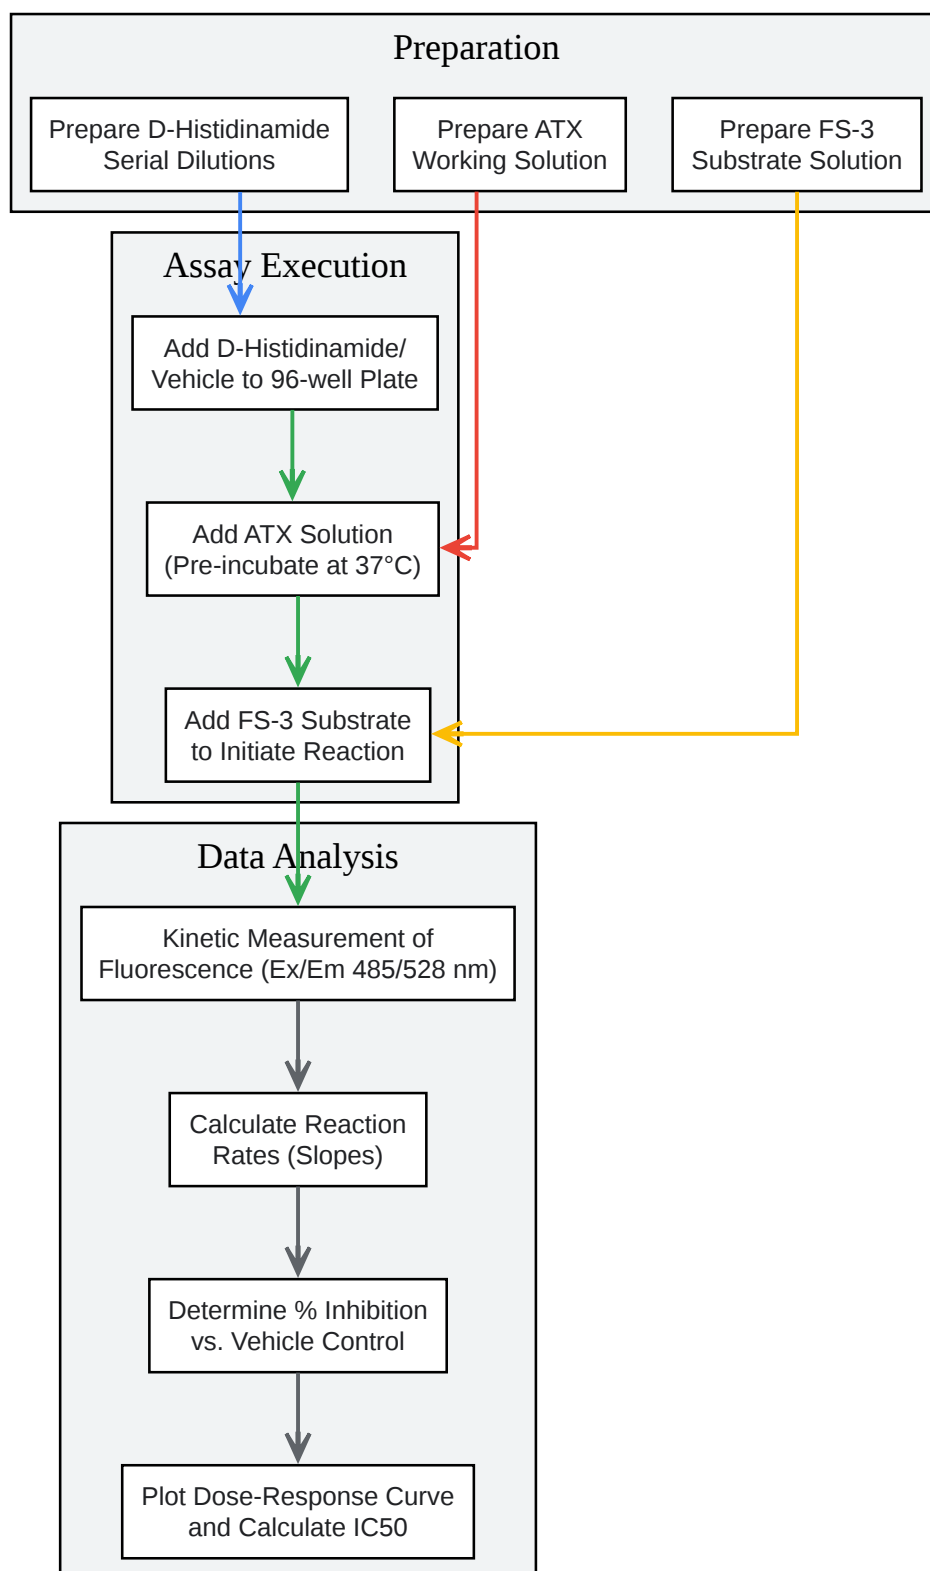 Preparation
Prepare D-Histidinamide
Serial Dilutions
Prepare ATX
Working Solution
Prepare FS-3
Substrate Solution
Assay Execution
Add D-Histidinamide/
Vehicle to 96-well Plate
Add ATX Solution
(Pre-incubate at 37°C)
Add FS-3 Substrate
to Initiate Reaction
Data Analysis
Kinetic Measurement of
Fluorescence (Ex/Em 485/528 nm)
Calculate Reaction
Rates (Slopes)
Determine % Inhibition
vs. Vehicle Control
Plot Dose-Response Curve
and Calculate IC50